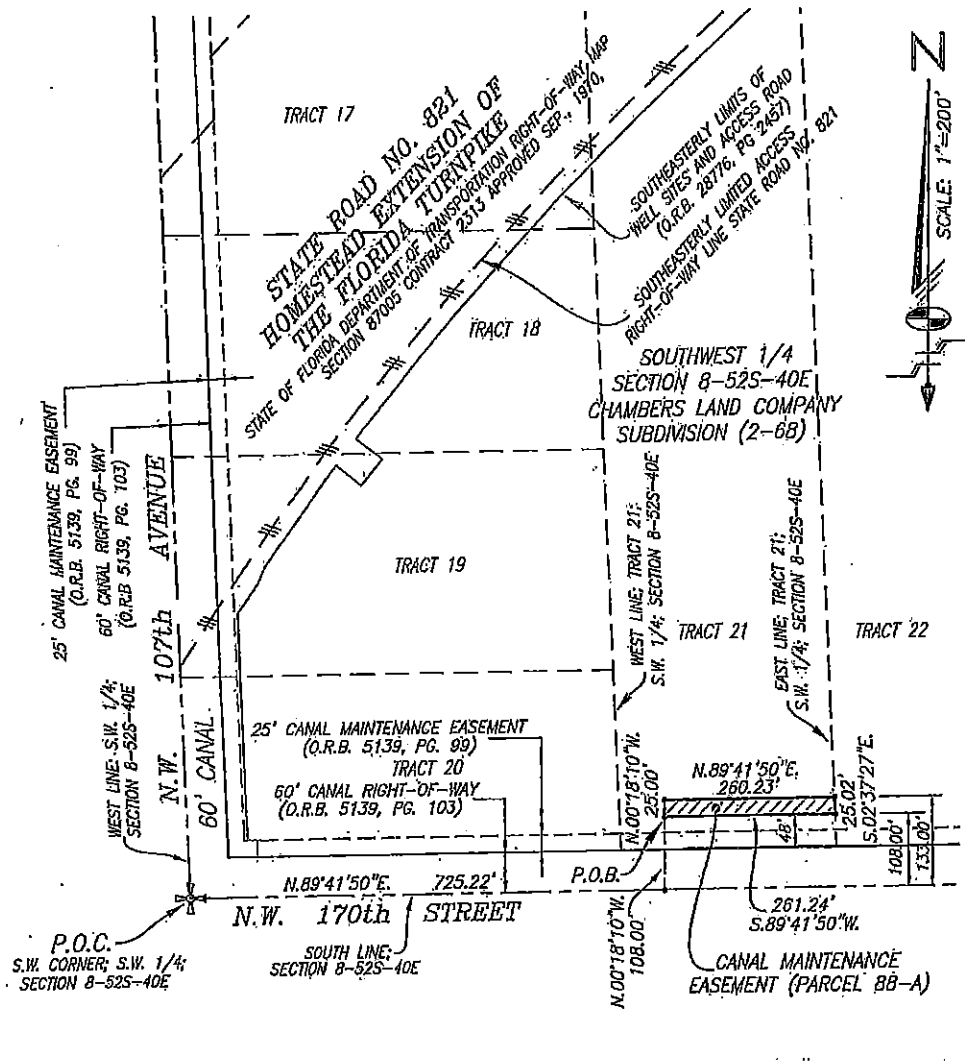 TRACT 17
STATE ROAD NO. 821
HOMESTEAD EXTENSION OF
THE FLORIDA TURNPIKE
STATE OF FLORIDA DEPARTMENT OF TRANSPORTATION RIGHT-OF-WAY MAP
SECTION 87005 CONTRACT 2313 APPROVED SEP., 1970,
SOUTHEASTERLY LIMITS OF
WELL SITES AND ACCESS ROAD
(O.R.B. 28776, PG 2457)
SOUTHEASTERLY LIMITED ACCESS
RIGHT-OF-WAY LINE STATE ROAD NO. 821
N
SCALE: 1"=200'
TRACT 18
SOUTHWEST 1/4
SECTION 8-52S-40E
CHAMBERS LAND COMPANY
SUBDIVISION (2-68)
25' CANAL MAINTENANCE EASEMENT
(O.R.B. 5139, PG. 99)
60' CANAL RIGHT-OF-WAY
(O.R.B 5139, PG. 103)
N.W. 107th AVENUE
TRACT 19
WEST LINE; TRACT 21;
S.W. 1/4; SECTION 8-52S-40E
TRACT 21
EAST LINE; TRACT 21;
S.W. 1/4; SECTION 8-52S-40E
TRACT 22
WEST LINE: S.W. 1/4;
SECTION 8-52S-40E
60' CANAL
25' CANAL MAINTENANCE EASEMENT
(O.R.B. 5139, PG. 99)
TRACT 20
60' CANAL RIGHT-OF-WAY
(O.R.B. 5139, PG. 103)
N.00°18'10"W.
25.00'
N.89°41'50"E.
260.23'
25.02'
S.02°37'27"E.
48'
108.00'
133.00'
P.O.B.
N.89°41'50"E. 725.22'
N.W. 170th STREET
261.24'
S.89°41'50"W.
P.O.C.
S.W. CORNER; S.W. 1/4;
SECTION 8-52S-40E
SOUTH LINE;
SECTION 8-52S-40E
N.00°18'10"W.
108.00'
CANAL MAINTENANCE
EASEMENT (PARCEL 88-A)